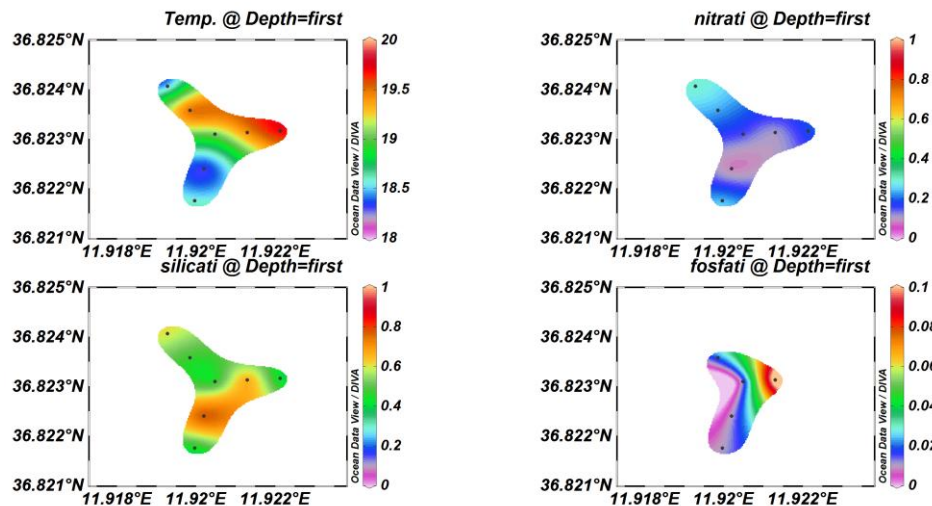 Temp. @ Depth=first
36.825°N
36.824°N
36.823°N
36.822°N
36.821°N
11.918°E
11.92°E
11.922°E
20
19.5
19
18.5
18
Ocean Data View / DIVA
nitrati @ Depth=first
36.825°N
36.824°N
36.823°N
36.822°N
36.821°N
11.918°E
11.92°E
11.922°E
1
0.8
0.6
0.4
0.2
0
Ocean Data View / DIVA
silicati @ Depth=first
36.825°N
36.824°N
36.823°N
36.822°N
36.821°N
11.918°E
11.92°E
11.922°E
1
0.8
0.6
0.4
0.2
0
Ocean Data View / DIVA
fosfati @ Depth=first
36.825°N
36.824°N
36.823°N
36.822°N
36.821°N
11.918°E
11.92°E
11.922°E
0.1
0.08
0.06
0.04
0.02
0
Ocean Data View / DIVA